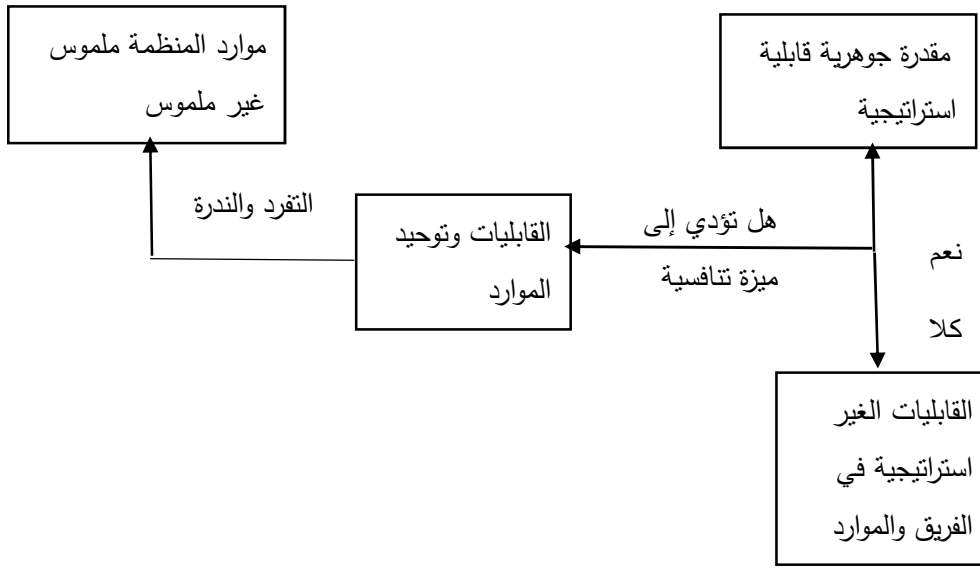 مقدرة جوهرية قابلية
استراتيجية
موارد المنظمة ملموس
غير ملموس
هل تؤدي إلى
ميزة تنافسية
القابليات وتوحيد
الموارد
التفرد والندرة
نعم
كلا
القابليات الغير
استراتيجية في
الفريق والموارد